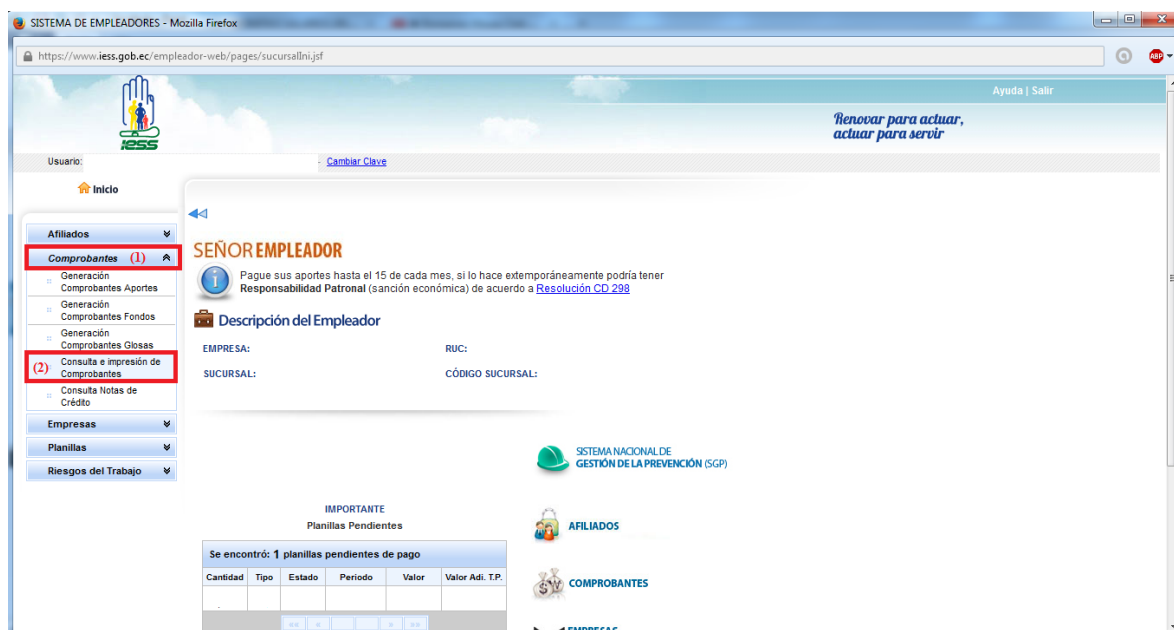 SISTEMA DE EMPLEADORES - Mozilla Firefox
https://www.iess.gob.ec/empleador-web/pages/sucursalIni.jsf
ABP
Ayuda | Salir
iess
Renovar para actuar,
actuar para servir
Usuario:
- Cambiar Clave
Inicio
Afiliados
Comprobantes (1)
Generación
Comprobantes Aportes
Generación
Comprobantes Fondos
Generación
Comprobantes Glosas
(2) Consulta e impresión de
Comprobantes
Consulta Notas de
Crédito
Empresas
Planillas
Riesgos del Trabajo
SEÑOR EMPLEADOR
Pague sus aportes hasta el 15 de cada mes, si lo hace extemporáneamente podría tener
Responsabilidad Patronal (sanción económica) de acuerdo a Resolución CD 298
Descripción del Empleador
EMPRESA: RUC:
SUCURSAL: CÓDIGO SUCURSAL:
SISTEMA NACIONAL DE
GESTIÓN DE LA PREVENCIÓN (SGP)
IMPORTANTE
Planillas Pendientes
Se encontró: 1 planillas pendientes de pago
Cantidad Tipo Estado Periodo Valor Valor Adi. T.P.
AFILIADOS
COMPROBANTES
EMPRESAS